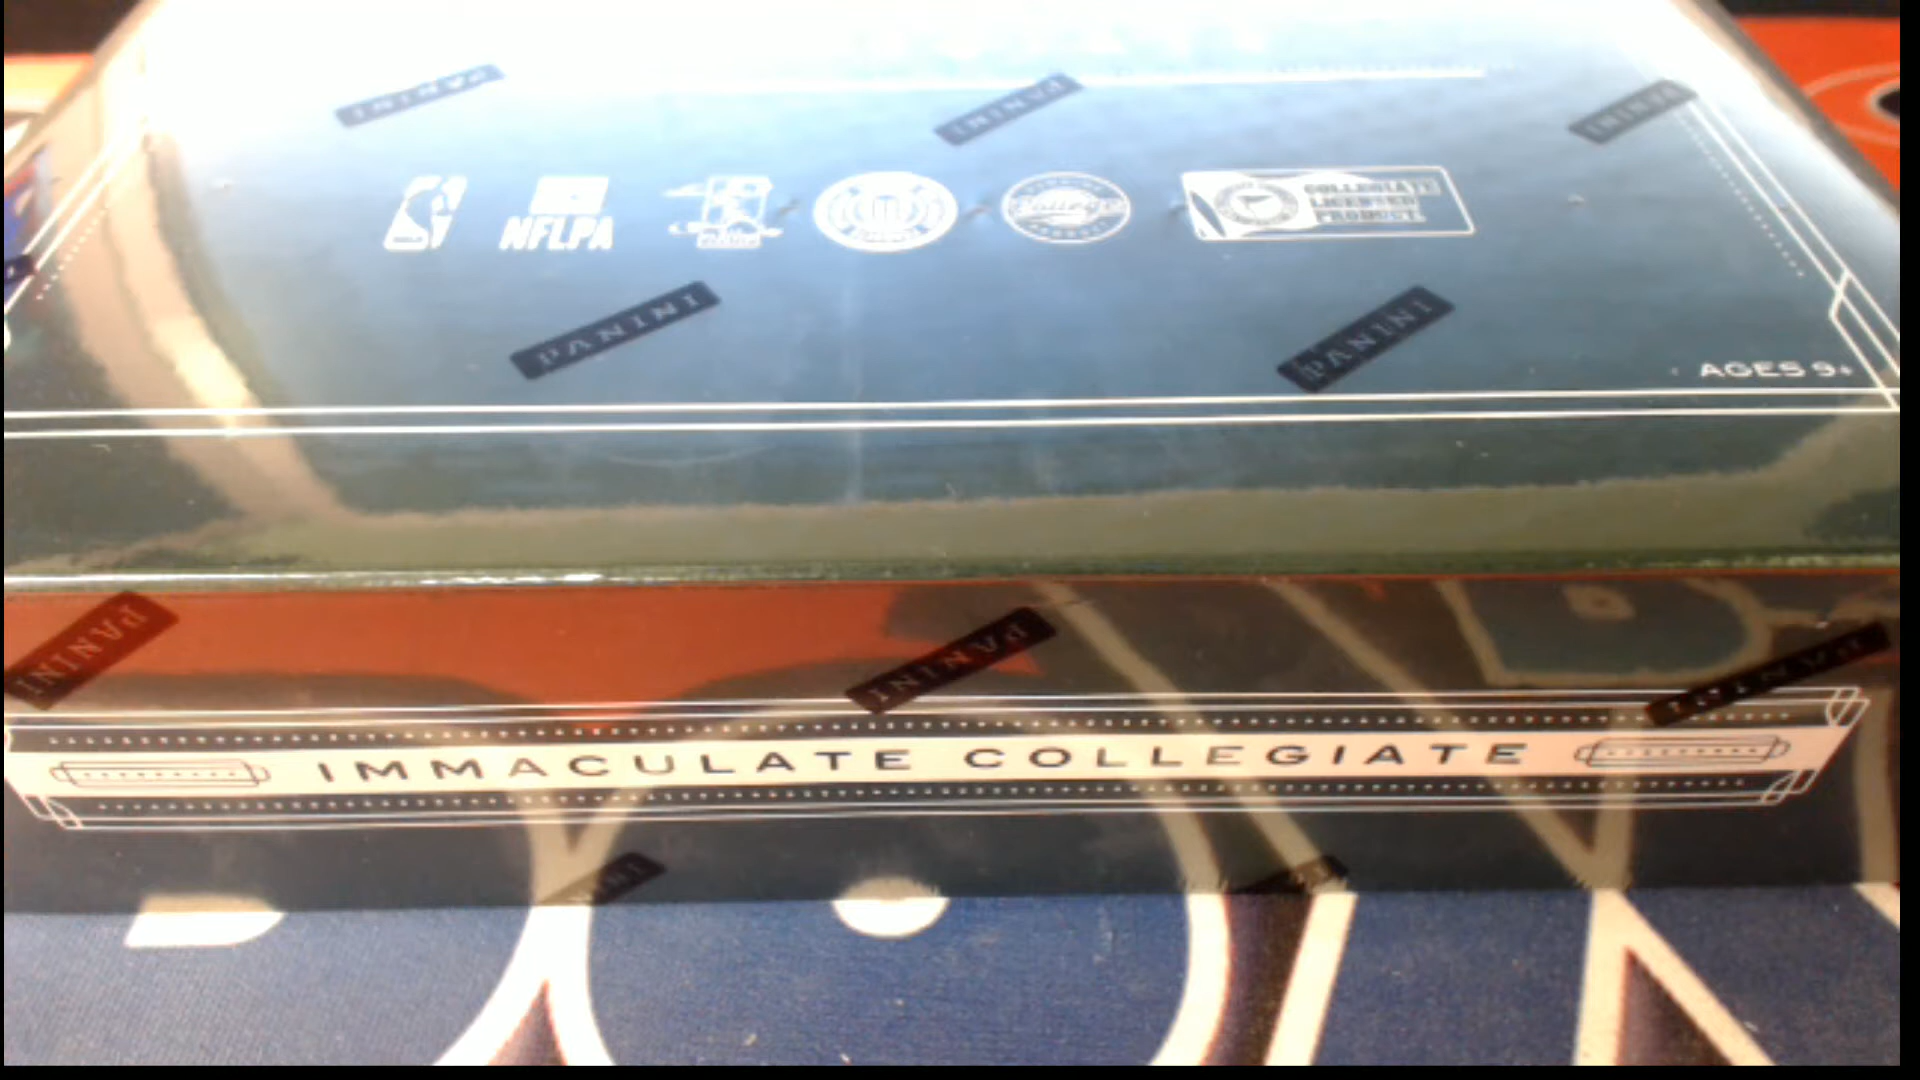 PANINI
PANINI
PANINI
NFLPA
COLLEGIATE
LICENSED
PRODUCT
PANINI
PANINI
AGES 9+
PANINI
PANINI
PANINI
IMMACULATE COLLEGIATE